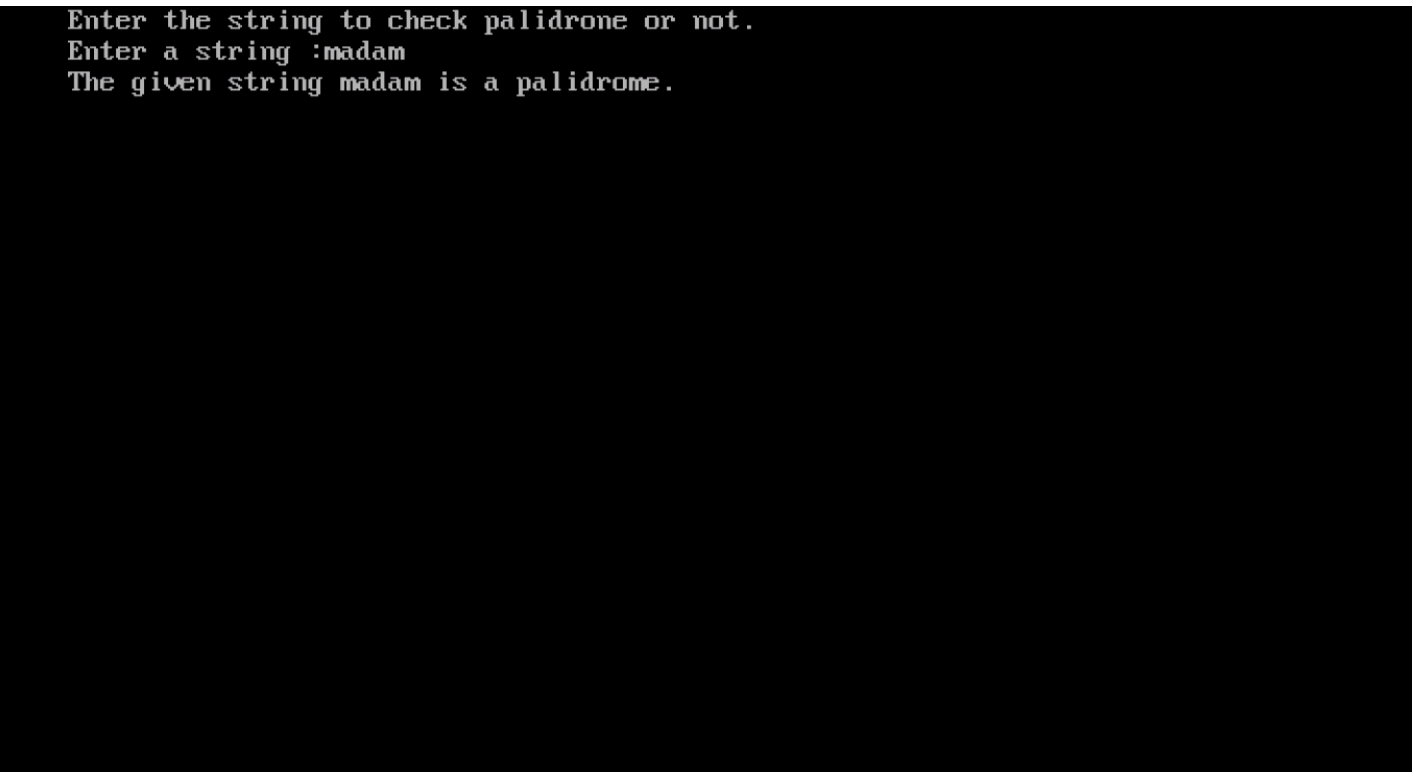 Enter the string to check palidrone or not.
Enter a string :madam
The given string madam is a palidrome.